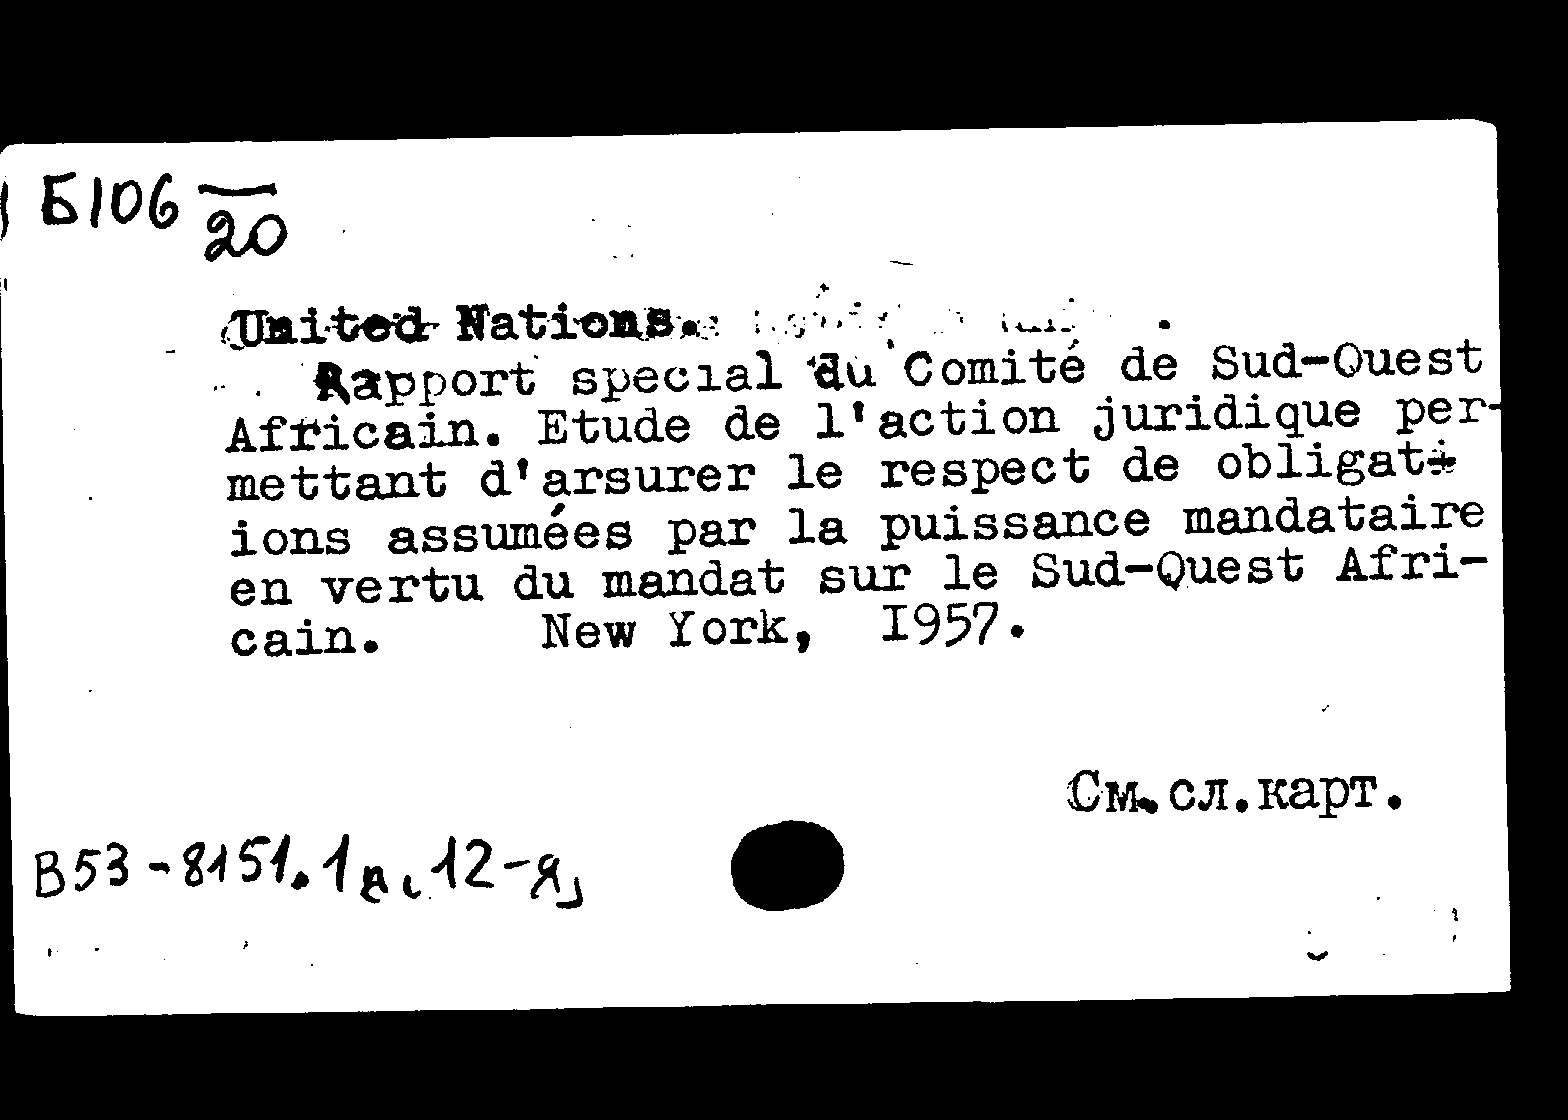 Б106 20
United Nations.
Rapport special du Comité de Sud-Quest
Africain. Etude de l'action juridique per-
mettant d'arsurer le respect de obligat
ions assumées par la puissance mandataire
en vertu du mandat sur le Sud-Quest Afri-
cain. New York, I957.
См.сл.карт.
В53-8151.